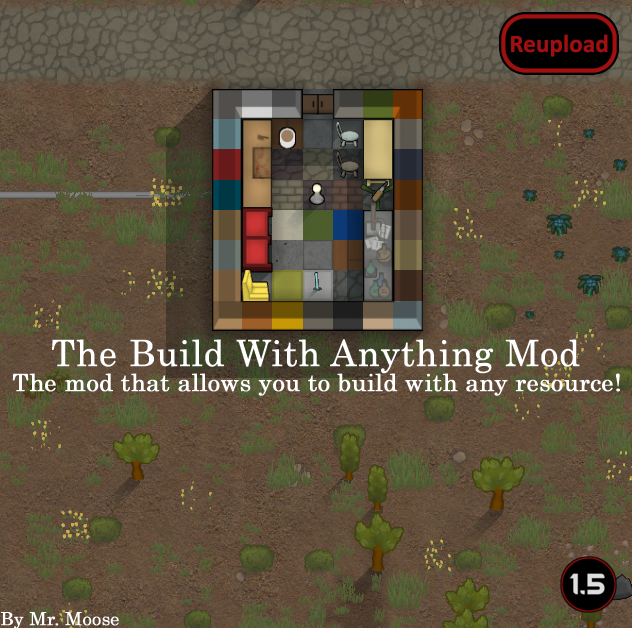 Reupload
The Build With Anything Mod
The mod that allows you to build with any resource!
1.5
By Mr. Moose